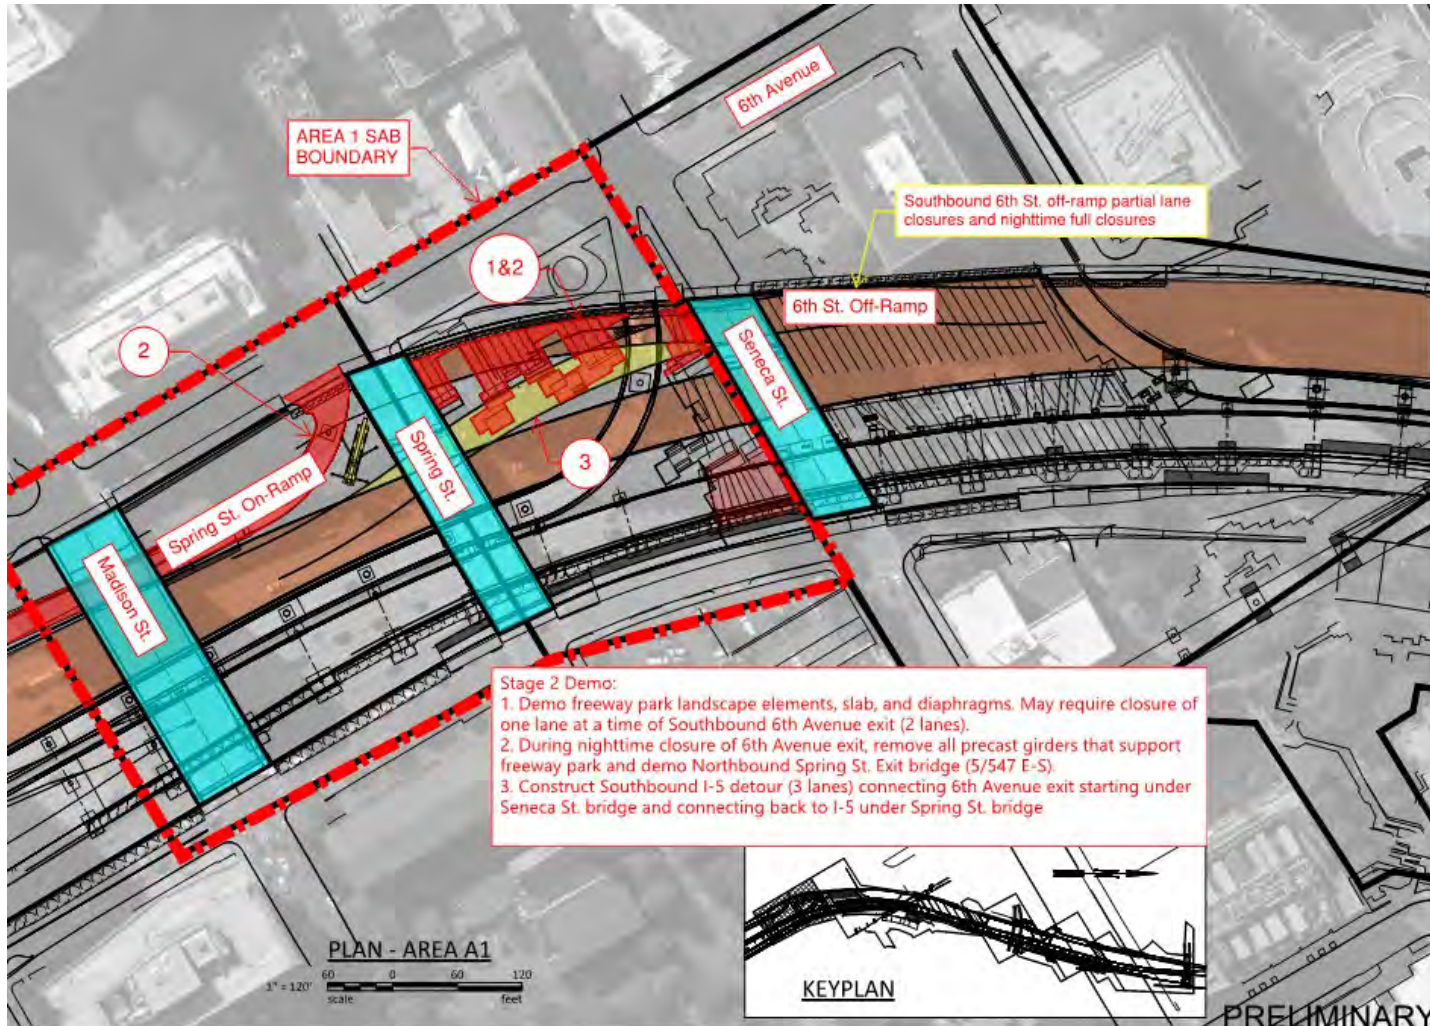 6th Avenue
AREA 1 SAB
BOUNDARY
Southbound 6th St. off-ramp partial lane
closures and nighttime full closures
1&2
6th St. Off-Ramp
2
Seneca St.
Spring St.
3
Spring St. On-Ramp
Madison St.
Stage 2 Demo:
1. Demo freeway park landscape elements, slab, and diaphragms. May require closure of
one lane at a time of Southbound 6th Avenue exit (2 lanes).
2. During nighttime closure of 6th Avenue exit, remove all precast girders that support
freeway park and demo Northbound Spring St. Exit bridge (5/547 E-S).
3. Construct Southbound I-5 detour (3 lanes) connecting 6th Avenue exit starting under
Seneca St. bridge and connecting back to I-5 under Spring St. bridge
PLAN - AREA A1
60 0 60 120
1" = 120'
scale feet
KEYPLAN
PRELIMINARY